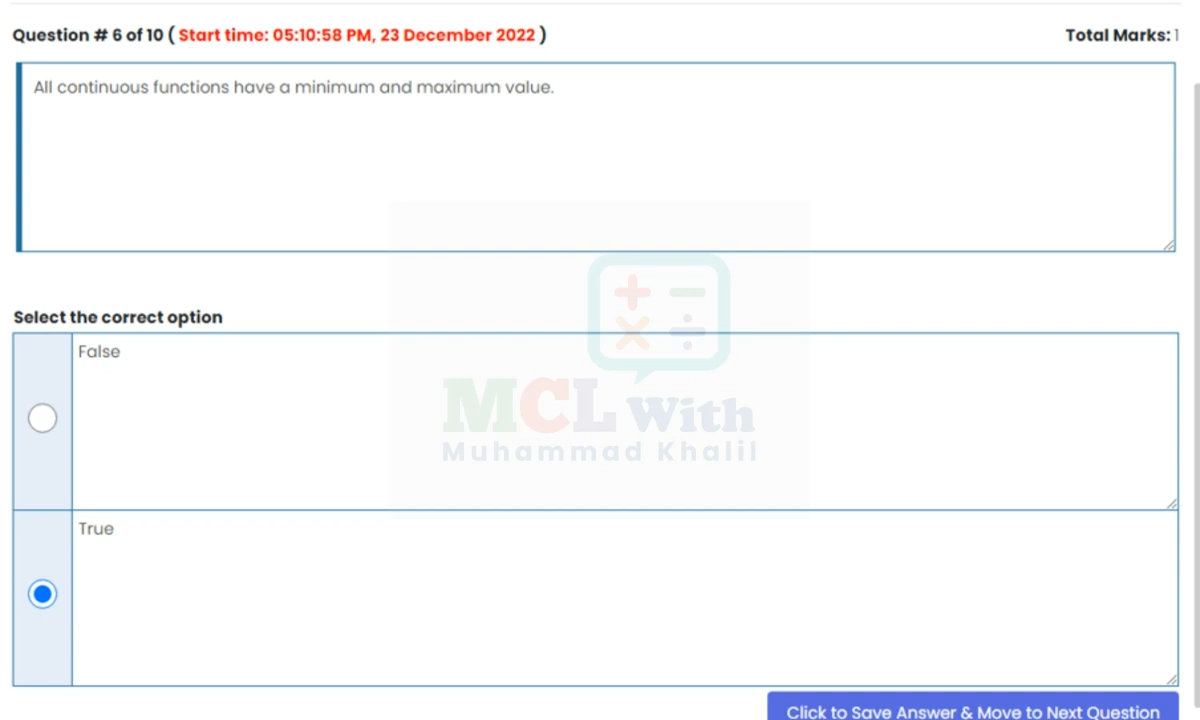 Question # 6 of 10 ( Start time: 05:10:58 PM, 23 December 2022 ) Total Marks: 1
All continuous functions have a minimum and maximum value.
Select the correct option
False
MCL With
Muhammad Khalil
True
Click to Save Answer & Move to Next Question